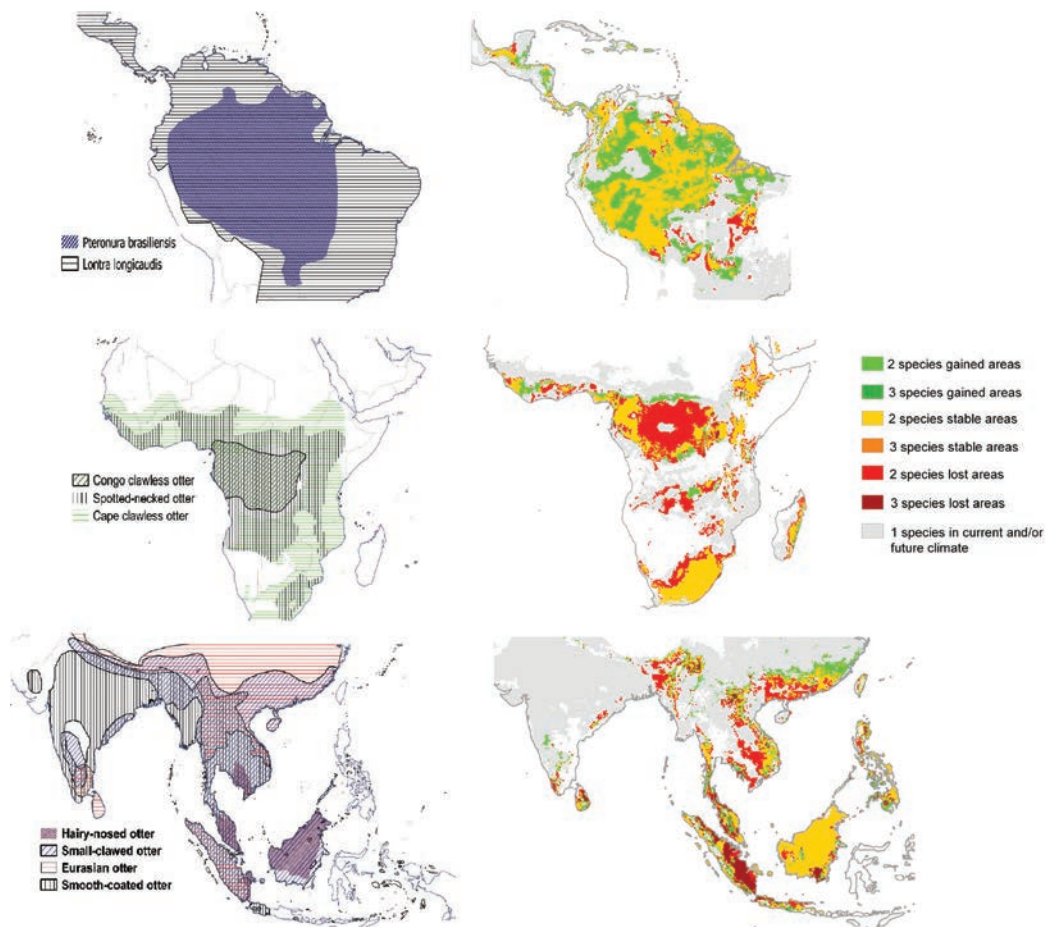 Pteronura brasiliensis
Lontra longicaudis
Congo clawless otter
Spotted-necked otter
Cape clawless otter
2 species gained areas
3 species gained areas
2 species stable areas
3 species stable areas
2 species lost areas
3 species lost areas
1 species in current and/or
future climate
Hairy-nosed otter
Small-clawed otter
Eurasian otter
Smooth-coated otter